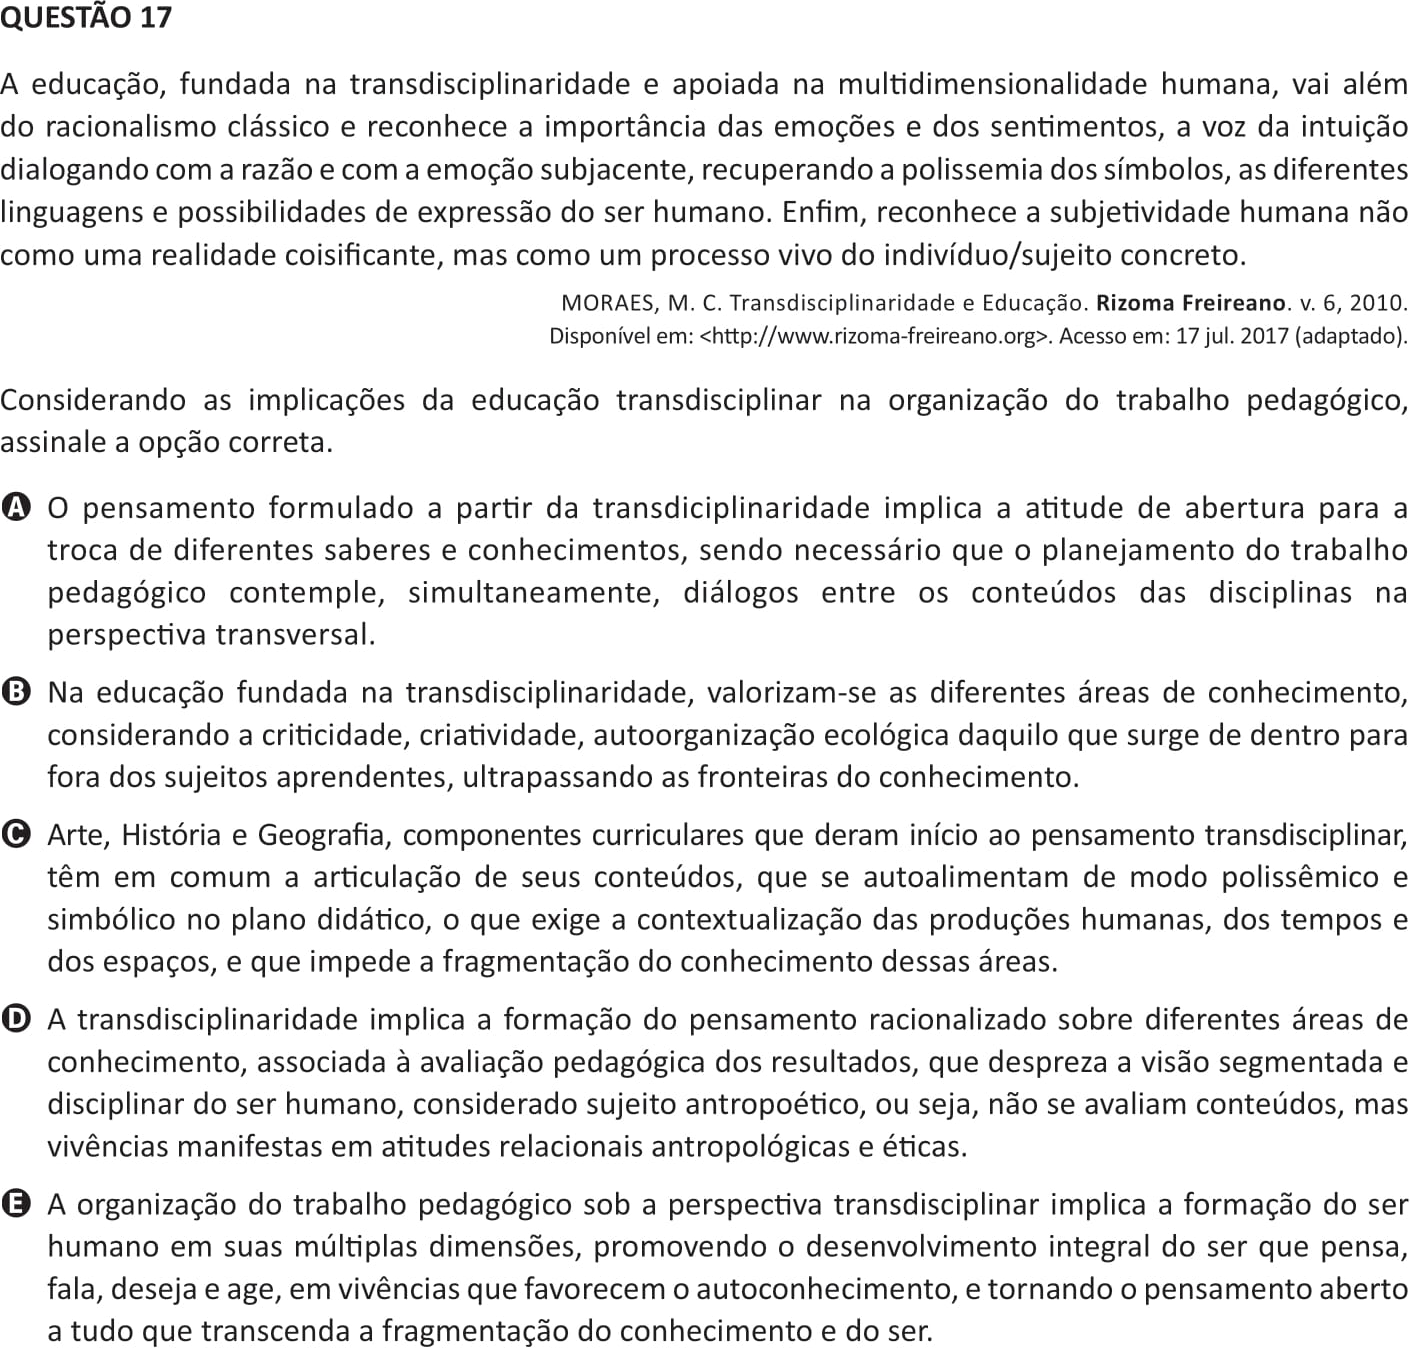 QUESTÃO 17
A educação, fundada na transdisciplinaridade e apoiada na multidimensionalidade humana, vai além
do racionalismo clássico e reconhece a importância das emoções e dos sentimentos, a voz da intuição
dialogando com a razão e com a emoção subjacente, recuperando a polissemia dos símbolos, as diferentes
linguagens e possibilidades de expressão do ser humano. Enfim, reconhece a subjetividade humana não
como uma realidade coisificante, mas como um processo vivo do indivíduo/sujeito concreto.
MORAES, M. C. Transdisciplinaridade e Educação. Rizoma Freireano. v. 6, 2010.
Disponível em: <http://www.rizoma-freireano.org>. Acesso em: 17 jul. 2017 (adaptado).
Considerando as implicações da educação transdisciplinar na organização do trabalho pedagógico,
assinale a opção correta.
A O pensamento formulado a partir da transdiciplinaridade implica a atitude de abertura para a
troca de diferentes saberes e conhecimentos, sendo necessário que o planejamento do trabalho
pedagógico contemple, simultaneamente, diálogos entre os conteúdos das disciplinas na
perspectiva transversal.
B Na educação fundada na transdisciplinaridade, valorizam-se as diferentes áreas de conhecimento,
considerando a criticidade, criatividade, autoorganização ecológica daquilo que surge de dentro para
fora dos sujeitos aprendentes, ultrapassando as fronteiras do conhecimento.
C Arte, História e Geografia, componentes curriculares que deram início ao pensamento transdisciplinar,
têm em comum a articulação de seus conteúdos, que se autoalimentam de modo polissêmico e
simbólico no plano didático, o que exige a contextualização das produções humanas, dos tempos e
dos espaços, e que impede a fragmentação do conhecimento dessas áreas.
D A transdisciplinaridade implica a formação do pensamento racionalizado sobre diferentes áreas de
conhecimento, associada à avaliação pedagógica dos resultados, que despreza a visão segmentada e
disciplinar do ser humano, considerado sujeito antropoético, ou seja, não se avaliam conteúdos, mas
vivências manifestas em atitudes relacionais antropológicas e éticas.
E A organização do trabalho pedagógico sob a perspectiva transdisciplinar implica a formação do ser
humano em suas múltiplas dimensões, promovendo o desenvolvimento integral do ser que pensa,
fala, deseja e age, em vivências que favorecem o autoconhecimento, e tornando o pensamento aberto
a tudo que transcenda a fragmentação do conhecimento e do ser.